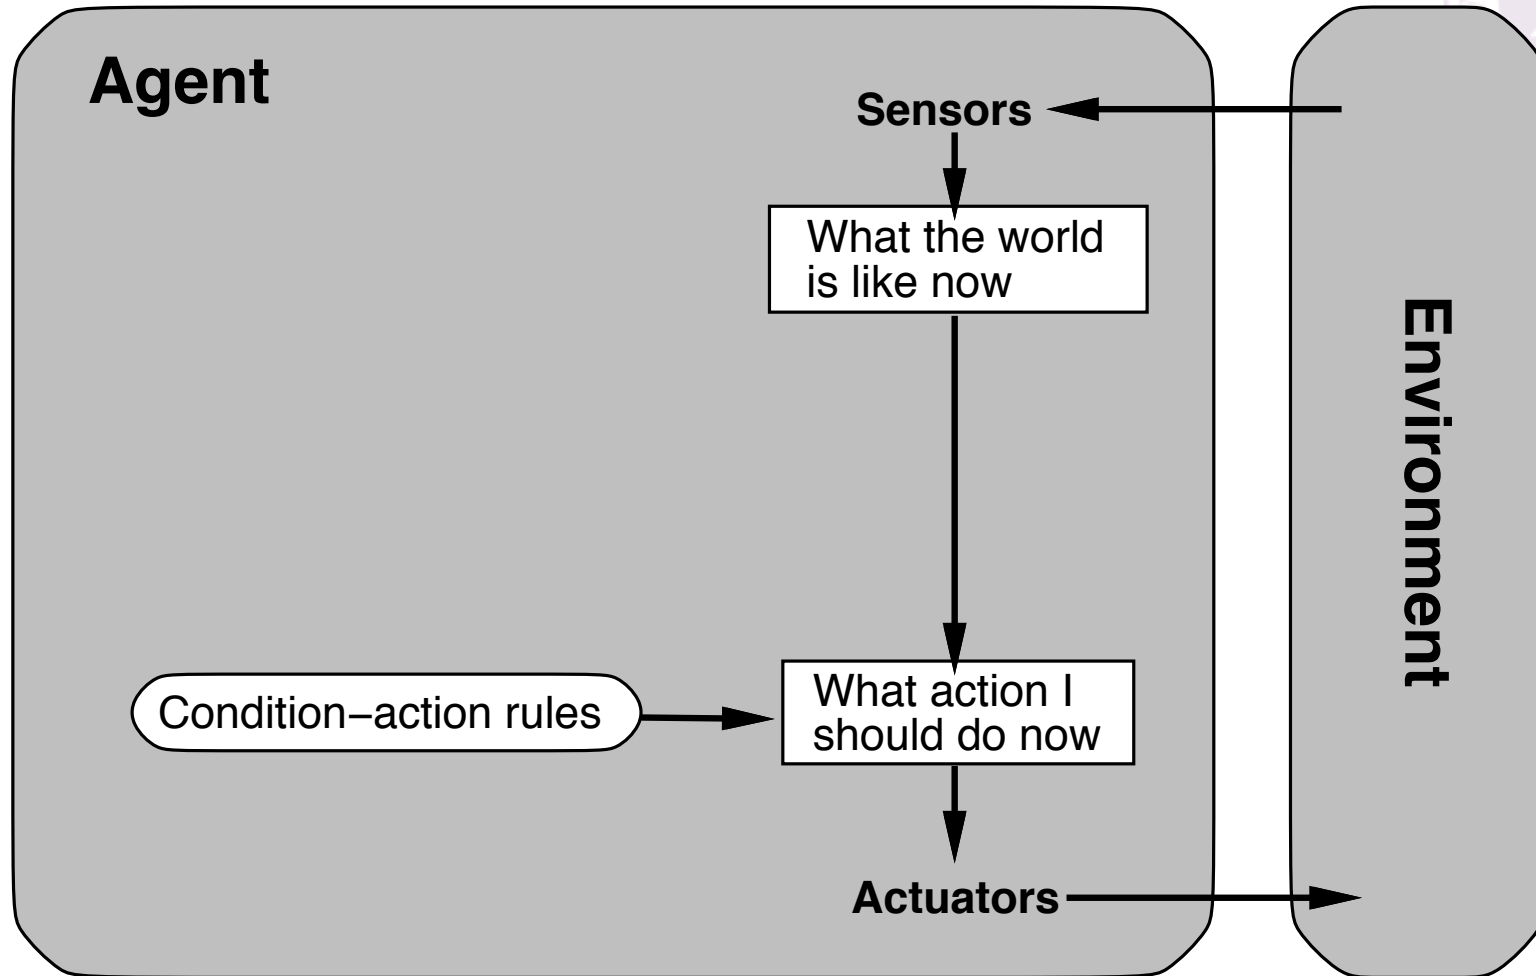 Agent
Sensors
What the world
is like now
Environment
Condition−action rules
What action I
should do now
Actuators